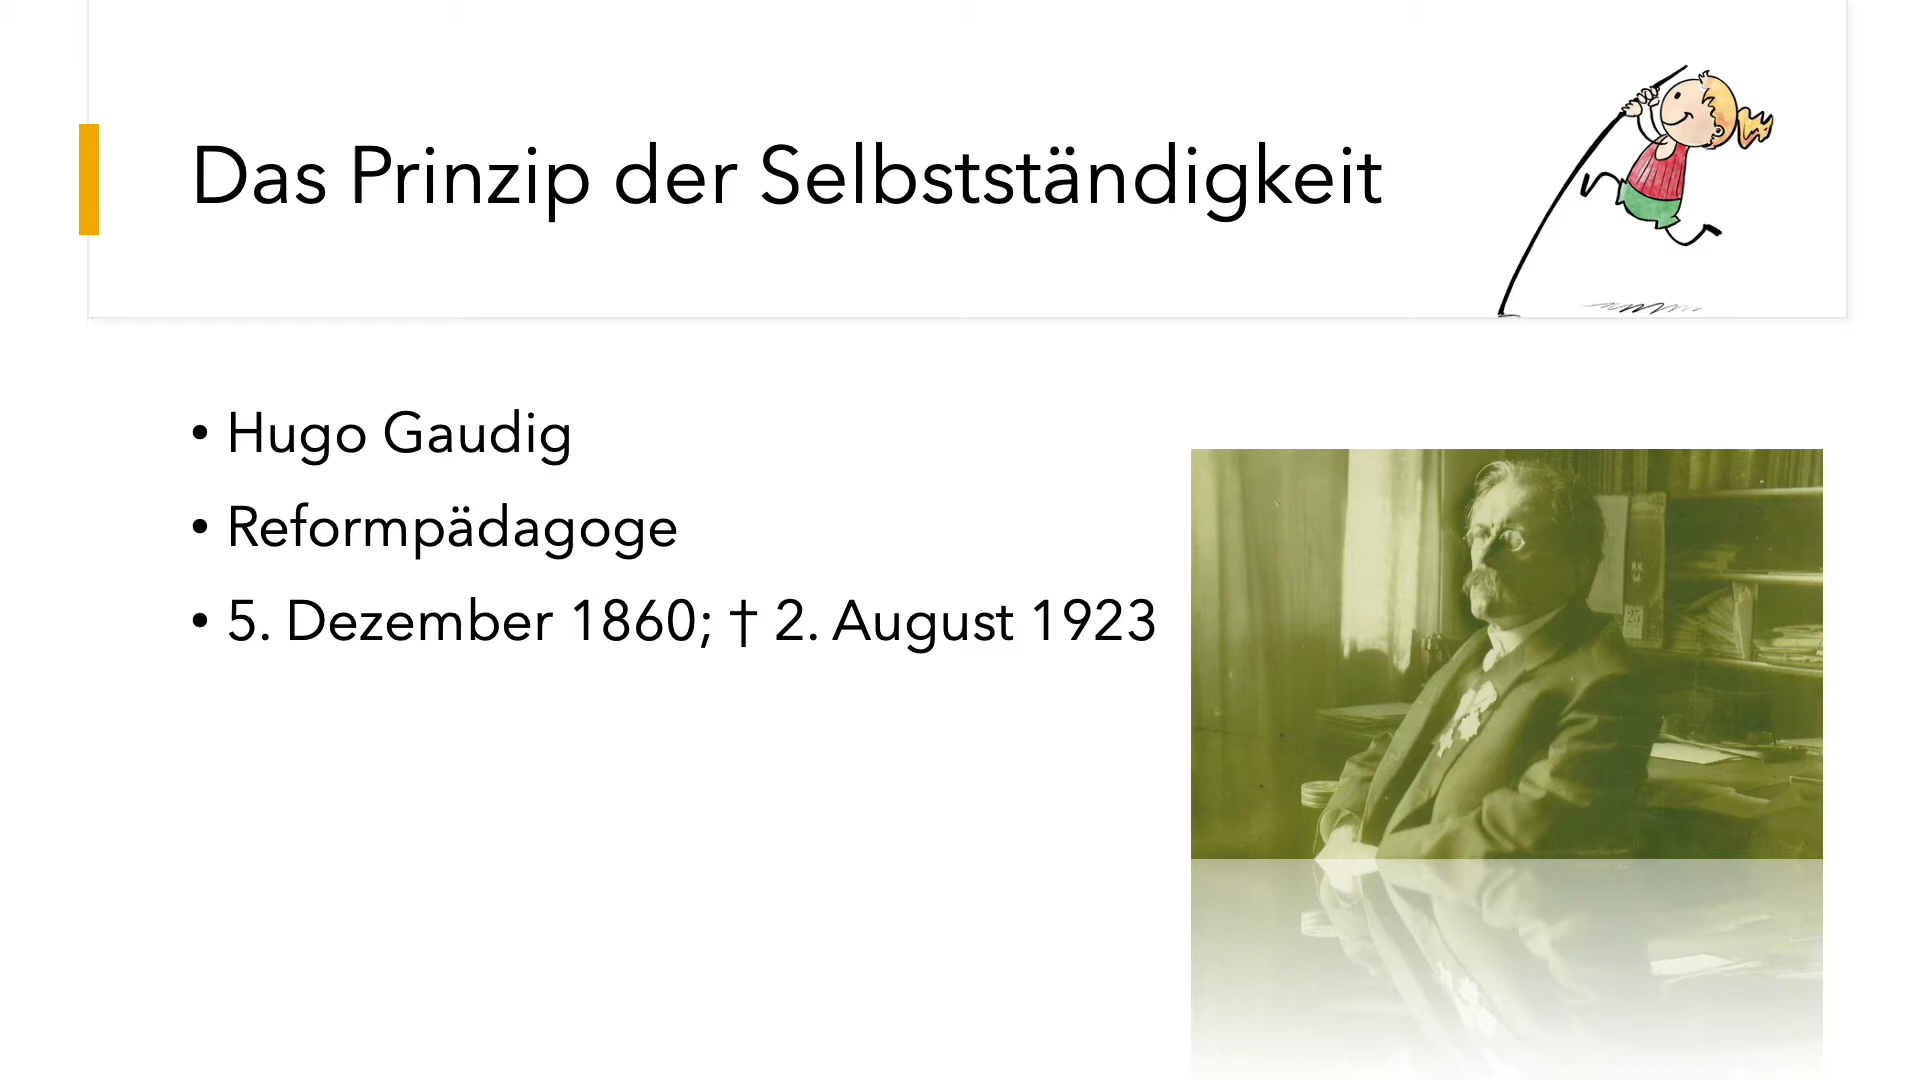 Das Prinzip der Selbstständigkeit
• Hugo Gaudig
• Reformpädagoge
• 5. Dezember 1860; † 2. August 1923